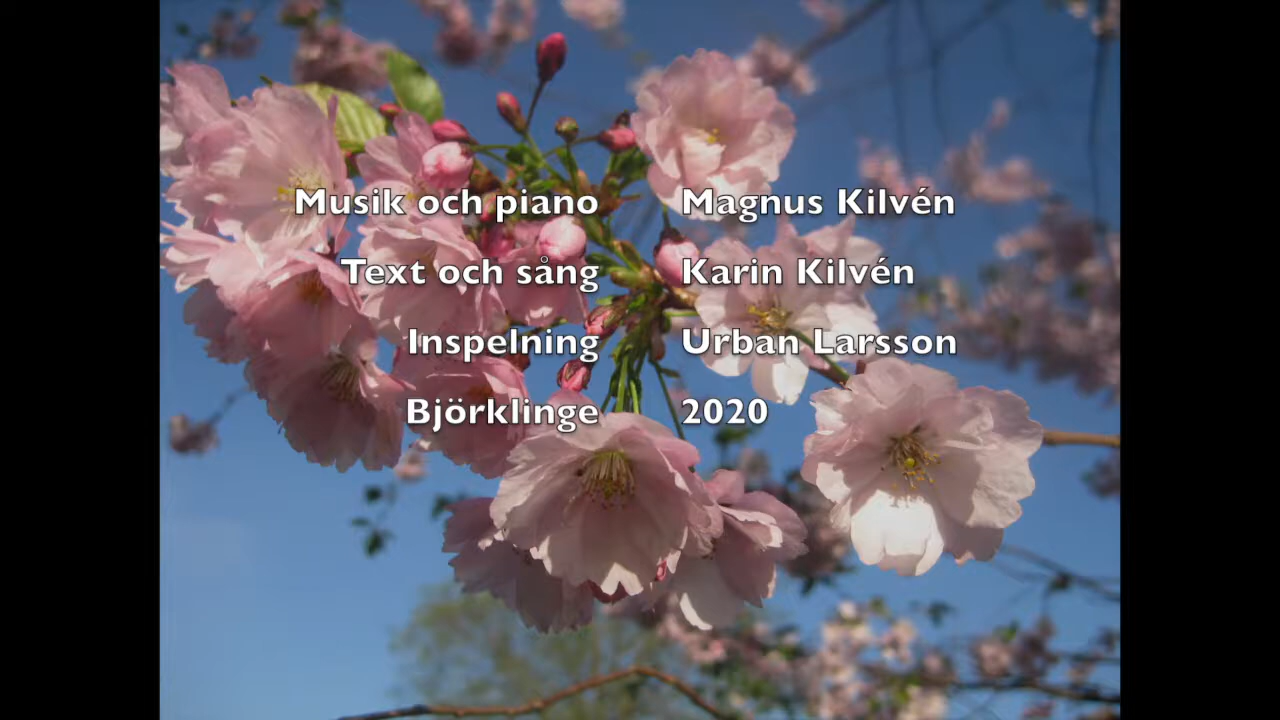 Musik och piano Magnus Kilvén
Text och sång Karin Kilvén
Inspelning Urban Larsson
Björklinge 2020